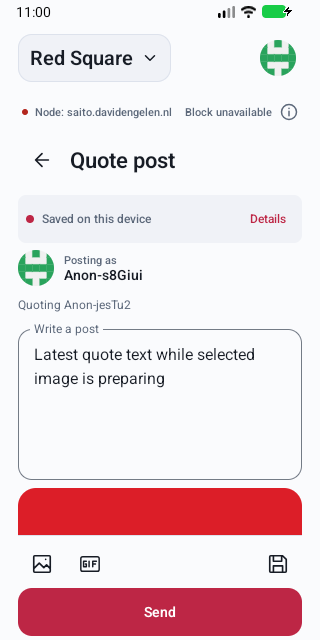 11:00
Red Square
Node: saito.davidengelen.nl Block unavailable
Quote post
Saved on this device Details
Posting as
Anon-s8Giui
Quoting Anon-jesTu2
Write a post
Latest quote text while selected
image is preparing
GIF
Send